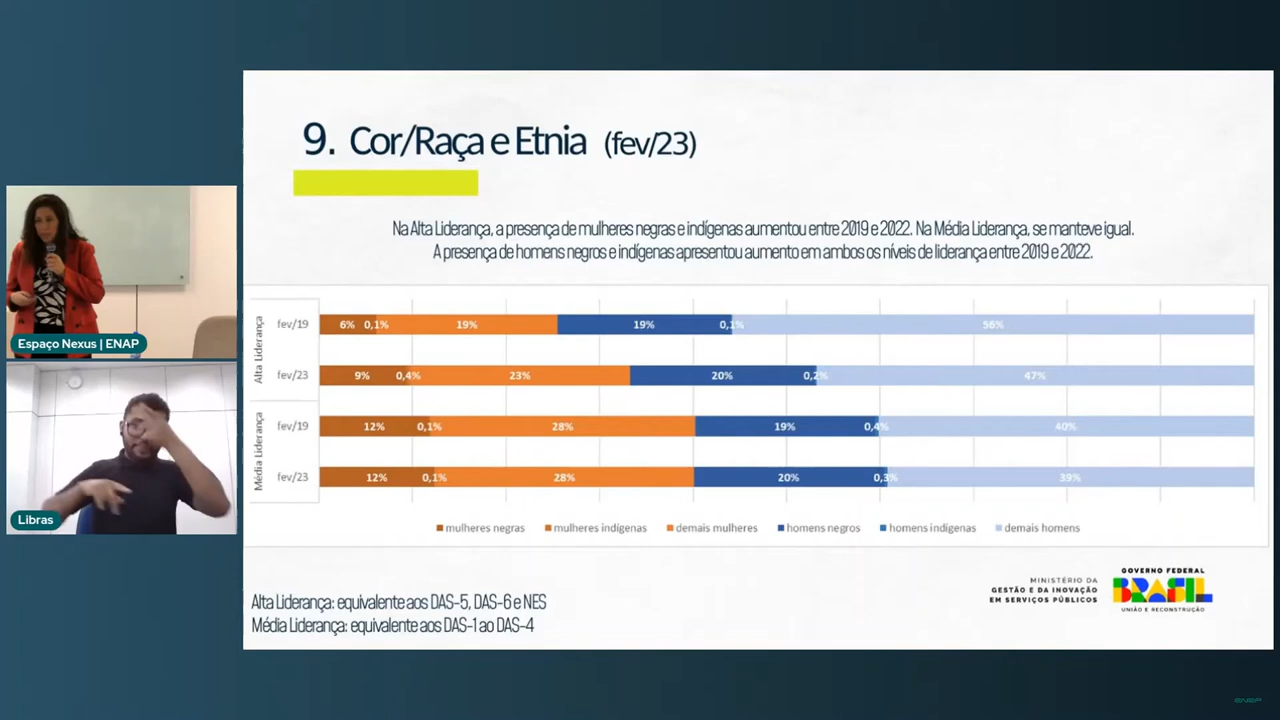 9. Cor/Raça e Etnia (fev/23)
Na Alta Liderança, a presença de mulheres negras e indígenas aumentou entre 2019 e 2022. Na Média Liderança, se manteve igual.
A presença de homens negros e indígenas apresentou aumento em ambos os níveis de liderança entre 2019 e 2022.
Alta Liderança
fev/19
6% 0,1% 19% 19% 0,1% 56%
fev/23
9% 0,4% 23% 20% 0,2% 47%
Média Liderança
fev/19
12% 0,1% 28% 19% 0,4% 40%
fev/23
12% 0,1% 28% 20% 0,3% 39%
mulheres negras mulheres indígenas demais mulheres homens negros homens indígenas demais homens
Espaço Nexus | ENAP
Libras
Alta Liderança: equivalente aos DAS-5, DAS-6 e NES
Média Liderança: equivalente aos DAS-1 ao DAS-4
MINISTÉRIO DA
GESTÃO E DA INOVAÇÃO
EM SERVIÇOS PÚBLICOS
GOVERNO FEDERAL
BRASIL
UNIÃO E RECONSTRUÇÃO
ENAP